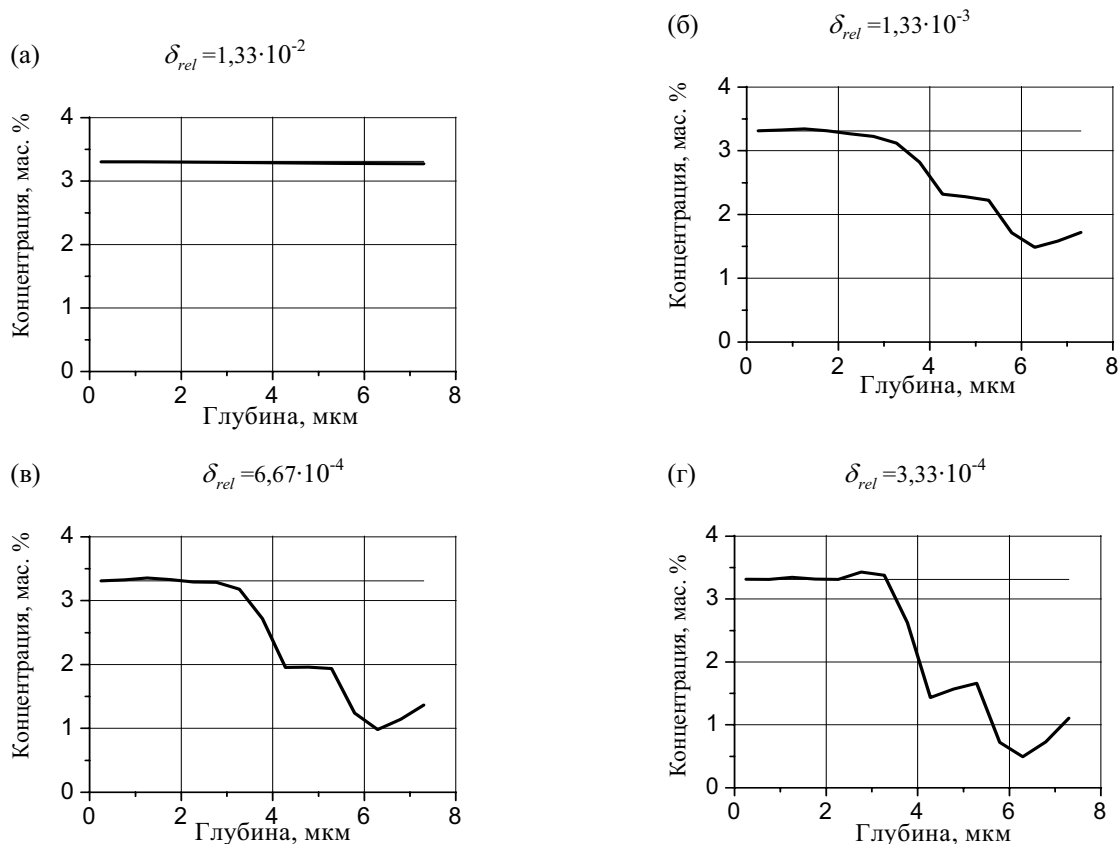 (а)
δrel =1,33·10-2
Концентрация, мас. %
4
3
2
1
0
0 2 4 6 8
Глубина, мкм
(б)
δrel =1,33·10-3
Концентрация, мас. %
4
3
2
1
0
0 2 4 6 8
Глубина, мкм
(в)
δrel =6,67·10-4
Концентрация, мас. %
4
3
2
1
0
0 2 4 6 8
Глубина, мкм
(г)
δrel =3,33·10-4
Концентрация, мас. %
4
3
2
1
0
0 2 4 6 8
Глубина, мкм